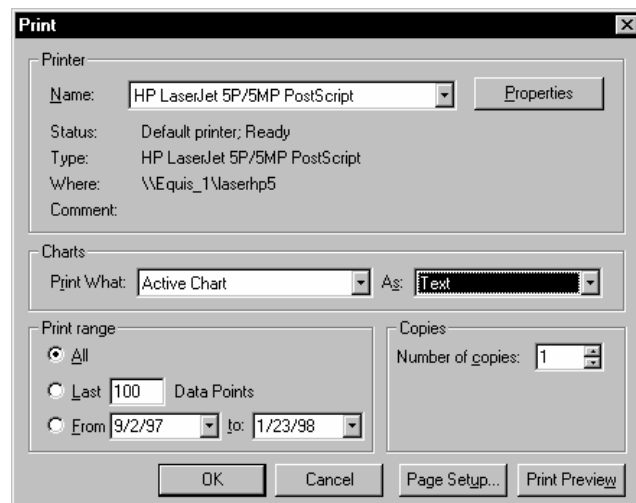 Print
Printer
Name: HP LaserJet 5P/5MP PostScript Properties
Status: Default printer; Ready
Type: HP LaserJet 5P/5MP PostScript
Where: \\Equis_1\laserhp5
Comment:
Charts
Print What: Active Chart As: Text
Print range
All
Last 100 Data Points
From 9/2/97 to: 1/23/98
Copies
Number of copies: 1
OK Cancel Page Setup... Print Preview